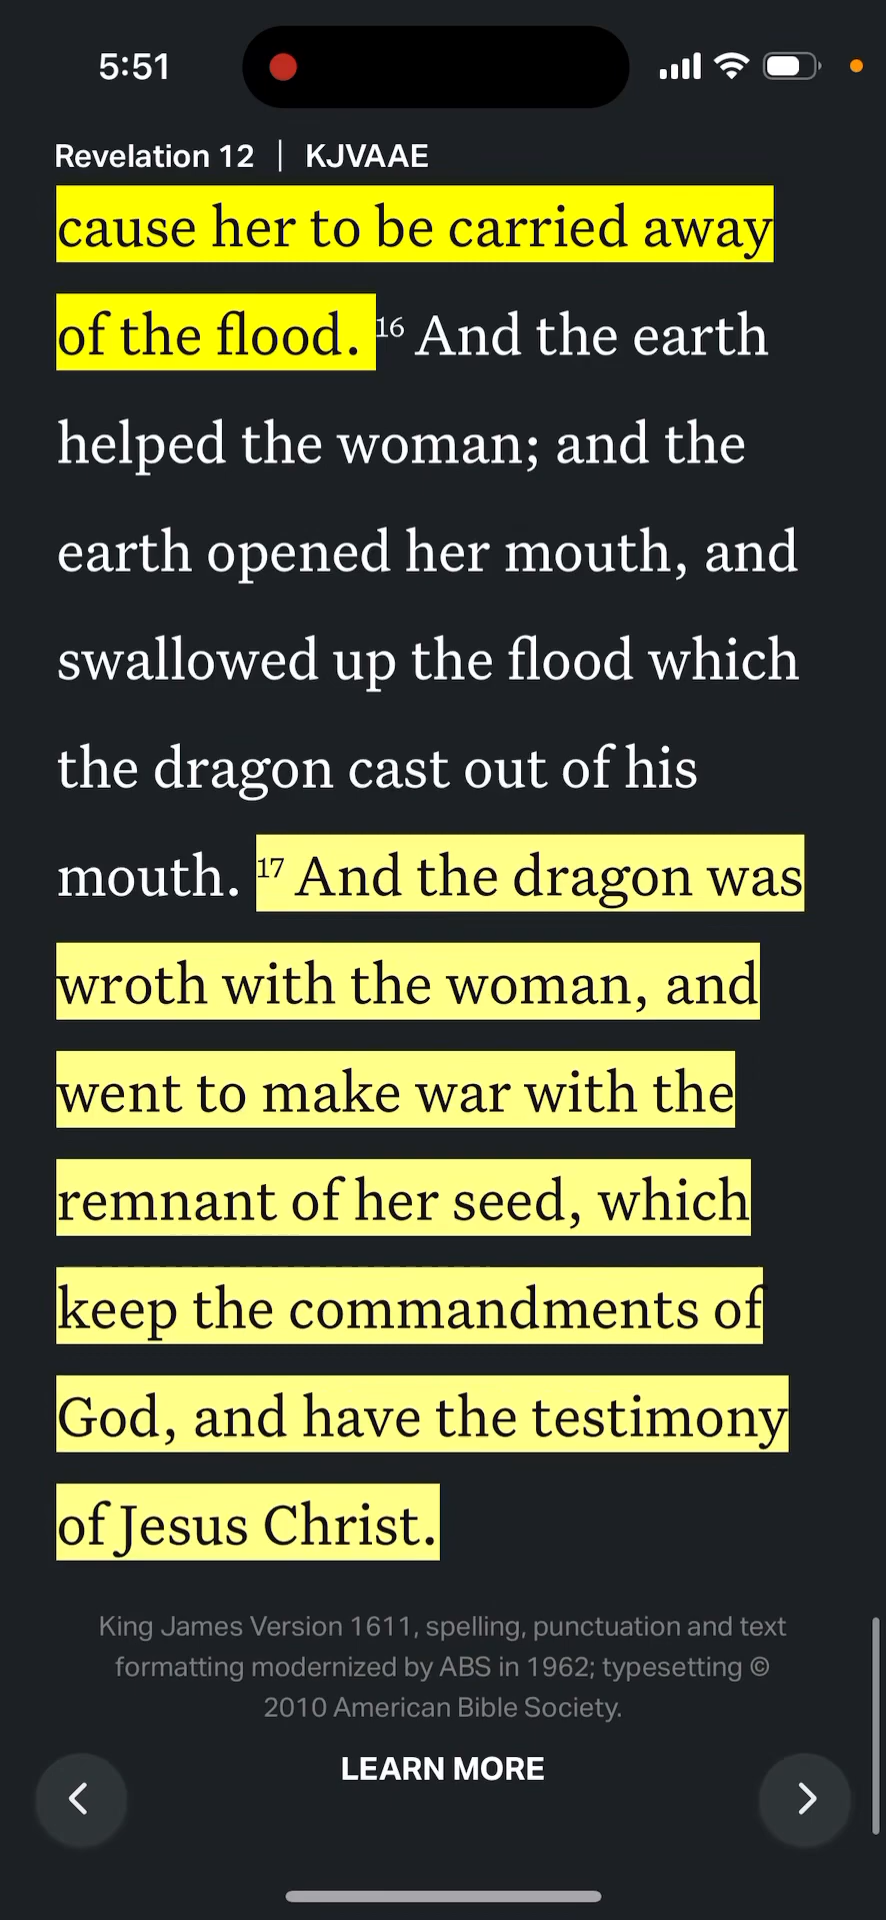 5:51
Revelation 12 | KJVAAE
cause her to be carried away
of the flood. 16 And the earth
helped the woman; and the
earth opened her mouth, and
swallowed up the flood which
the dragon cast out of his
mouth. 17 And the dragon was
wroth with the woman, and
went to make war with the
remnant of her seed, which
keep the commandments of
God, and have the testimony
of Jesus Christ.
King James Version 1611, spelling, punctuation and text
formatting modernized by ABS in 1962; typesetting ©
2010 American Bible Society.
LEARN MORE